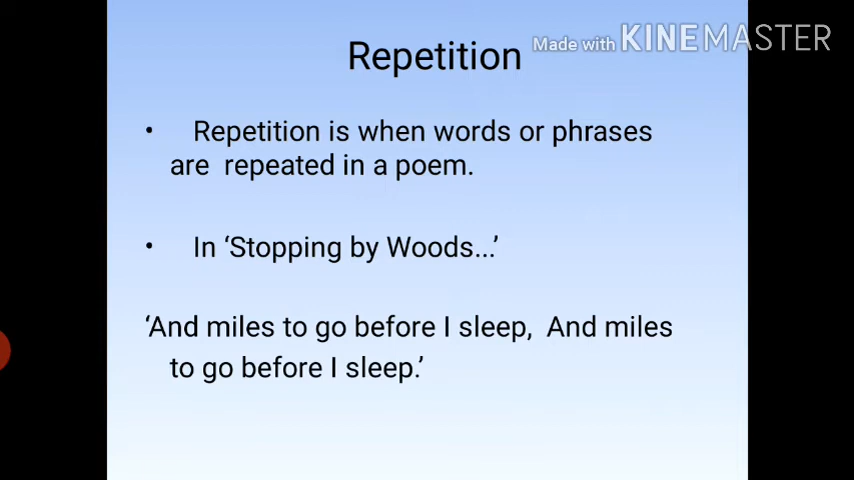 Repetition
Made with KINEMASTER
• Repetition is when words or phrases
are repeated in a poem.
• In ‘Stopping by Woods...’
‘And miles to go before I sleep, And miles
to go before I sleep.’